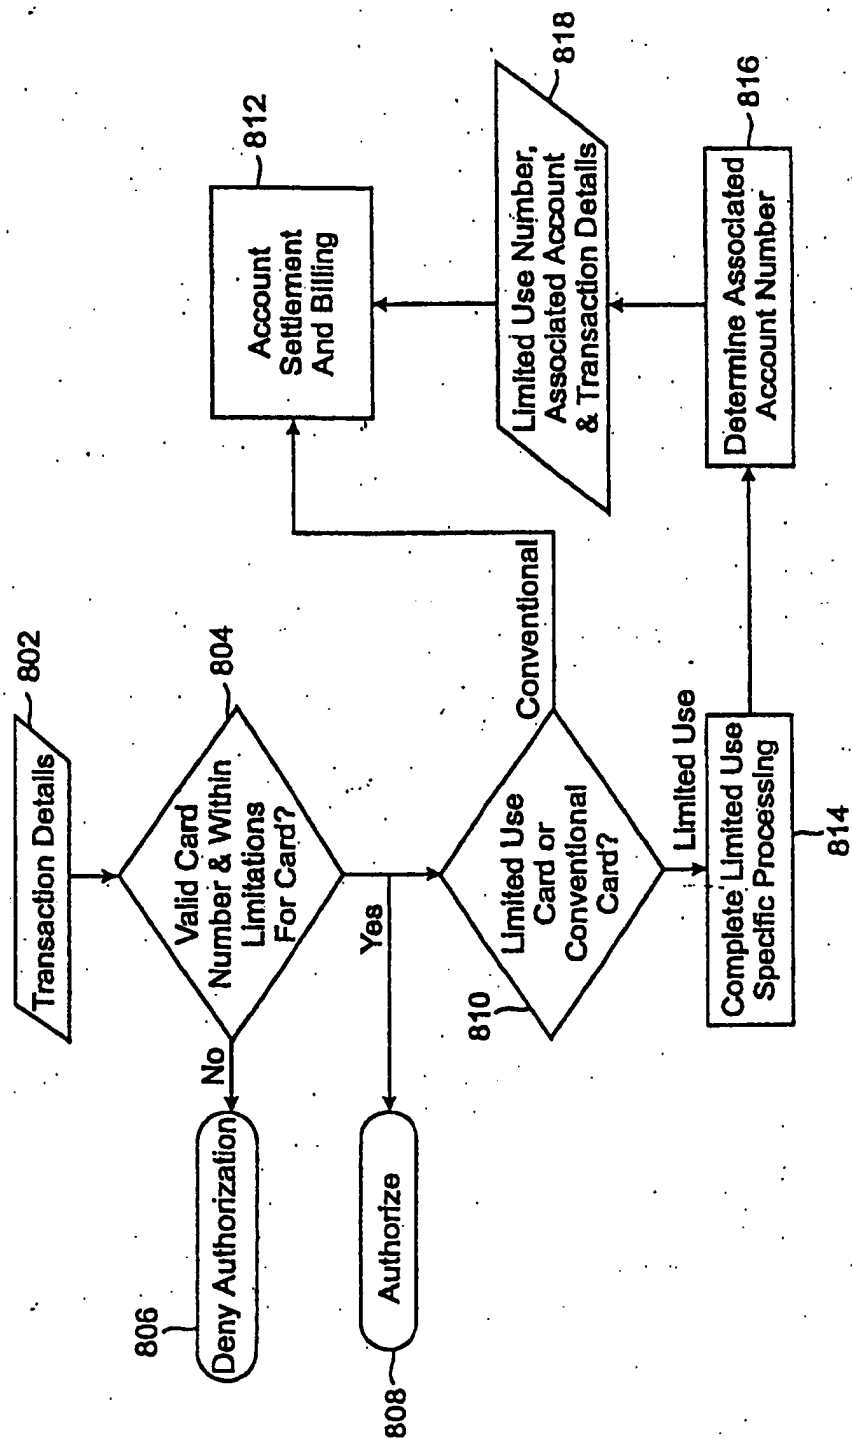 802
Transaction Details
804
Valid Card
Number & Within
Limitations
For Card?
No
806
Deny Authorization
Yes
808
Authorize
810
Limited Use
Card or
Conventional
Card?
Conventional
812
Account
Settlement
And Billing
Limited Use
814
Complete Limited Use
Specific Processing
816
Determine Associated
Account Number
818
Limited Use Number,
Associated Account
& Transaction Details